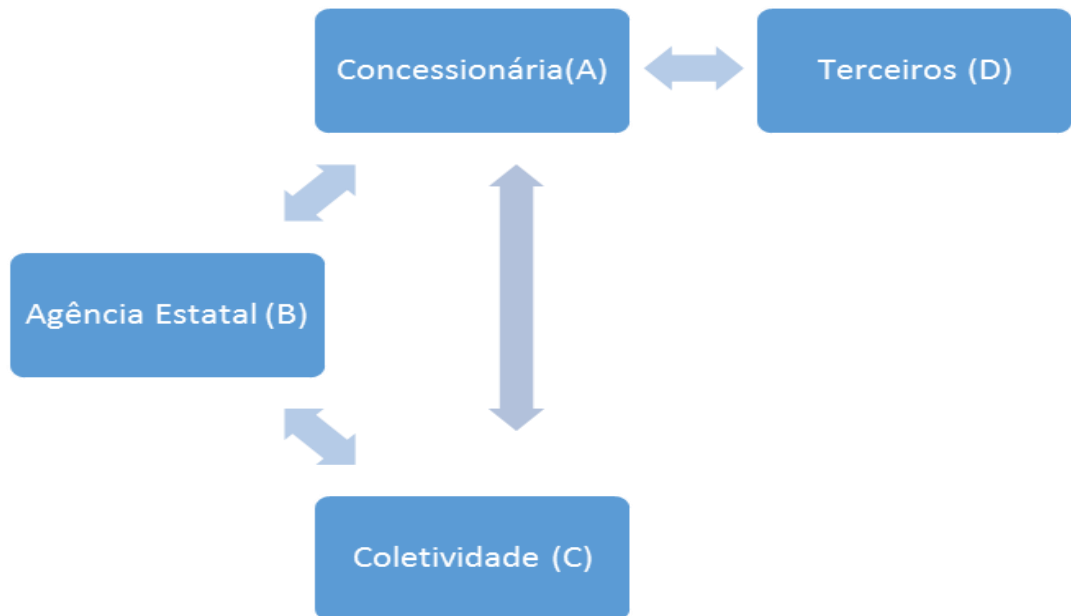 Concessionária(A)
Terceiros (D)
Agência Estatal (B)
Coletividade (C)